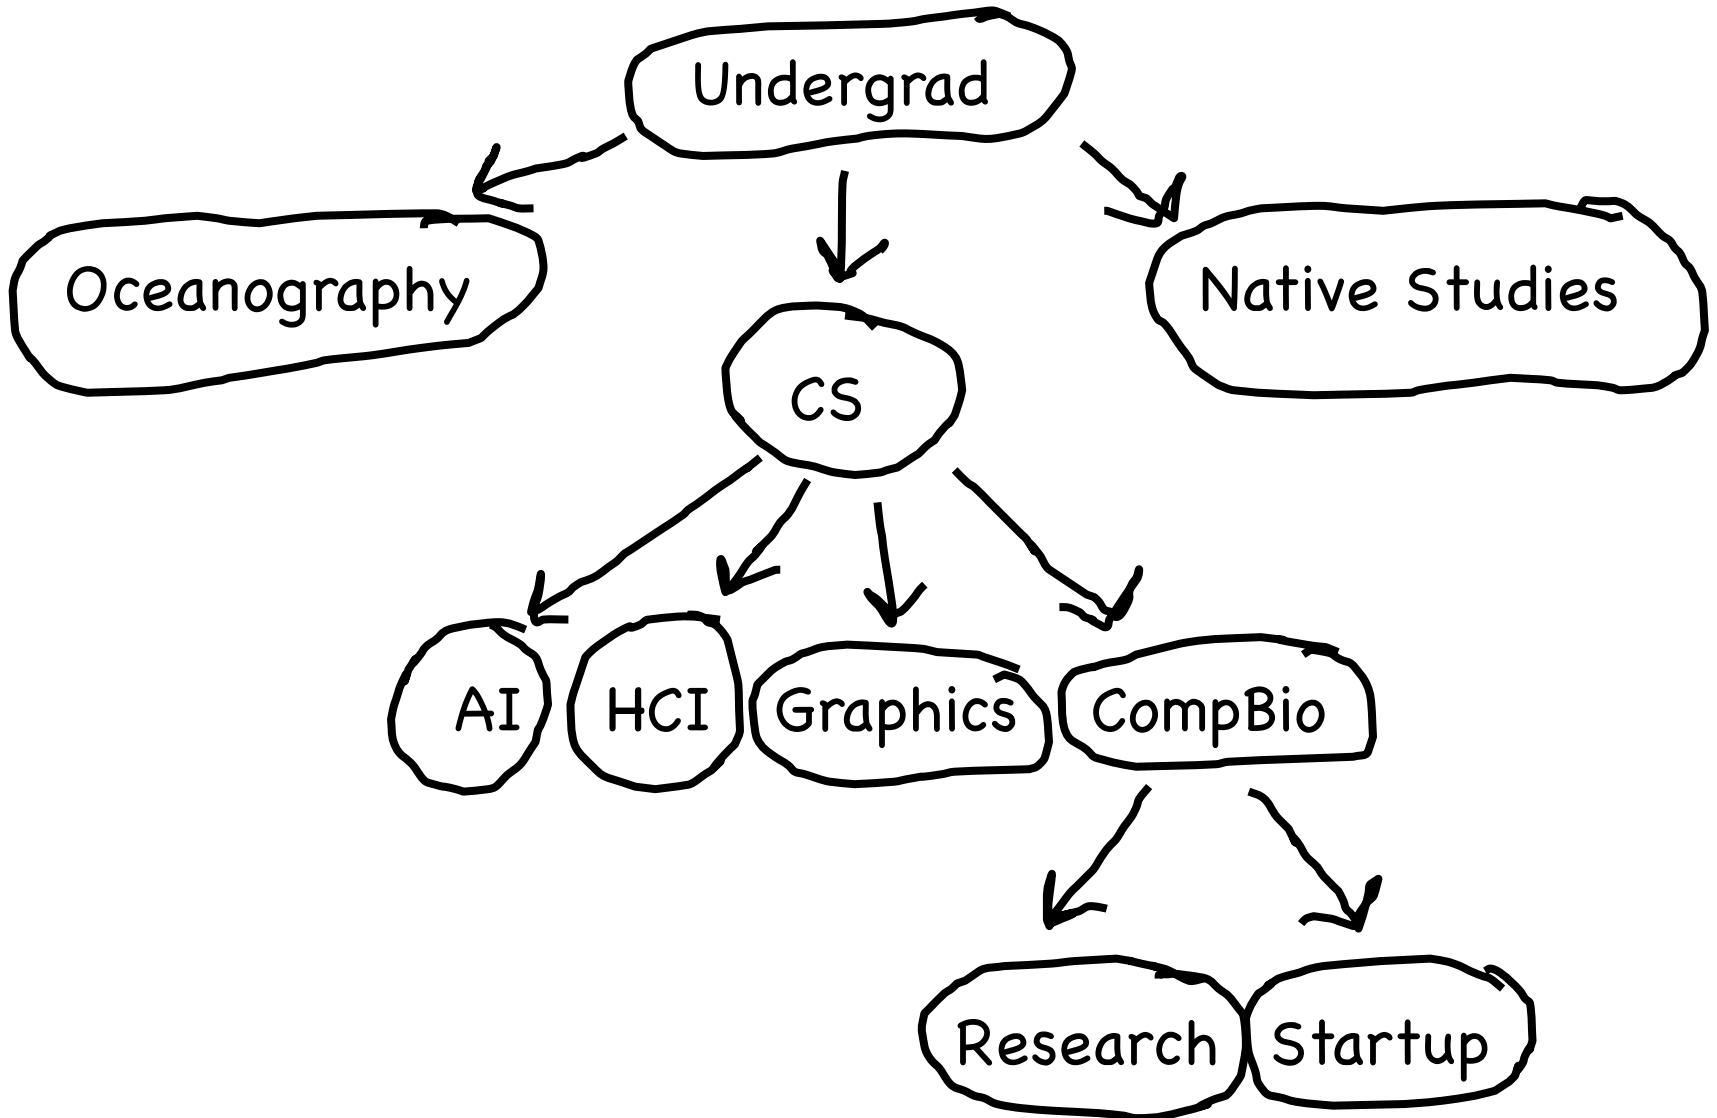 Undergrad
Oceanography
Native Studies
CS
AI
HCI
Graphics
CompBio
Research
Startup